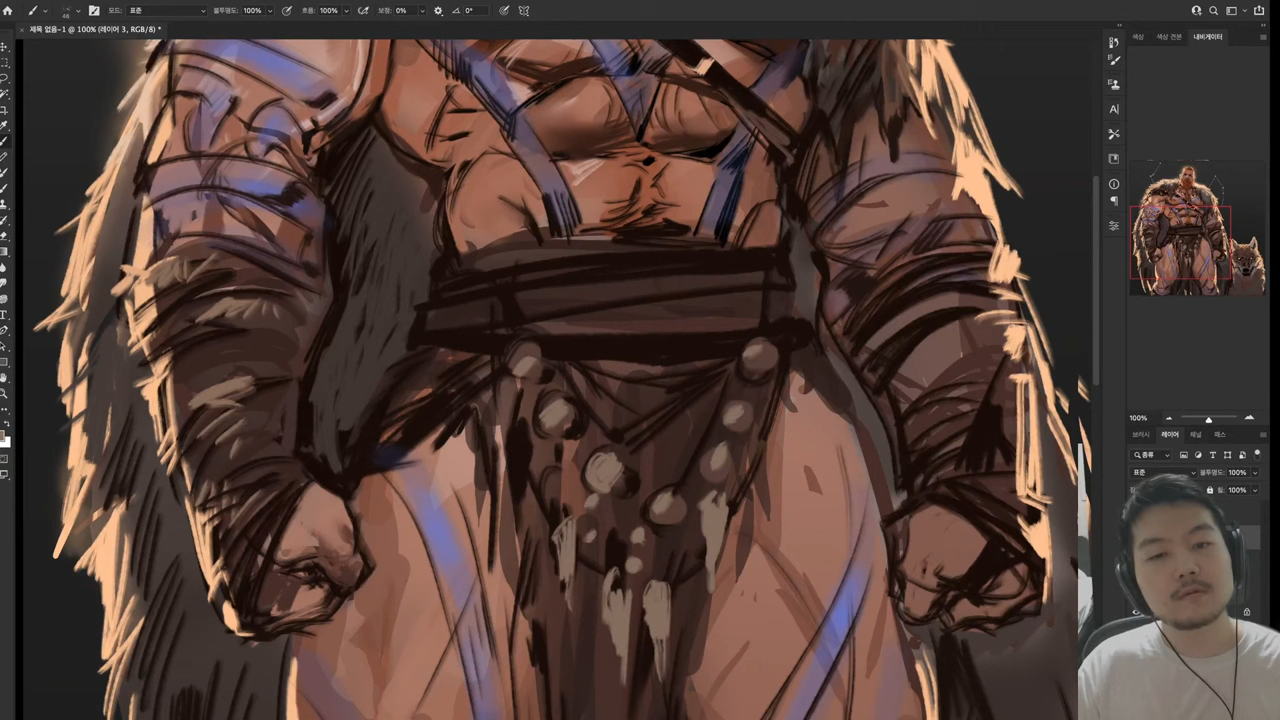 모드: 표준 불투명도: 100% 흐름: 100% 보정: 0% 0°
제목 없음-1 @ 100% (레이어 3, RGB/8) *
색상 색상 견본 내비게이터
100%
브러시 레이어 채널 패스
종류
표준 불투명도: 100%
100%